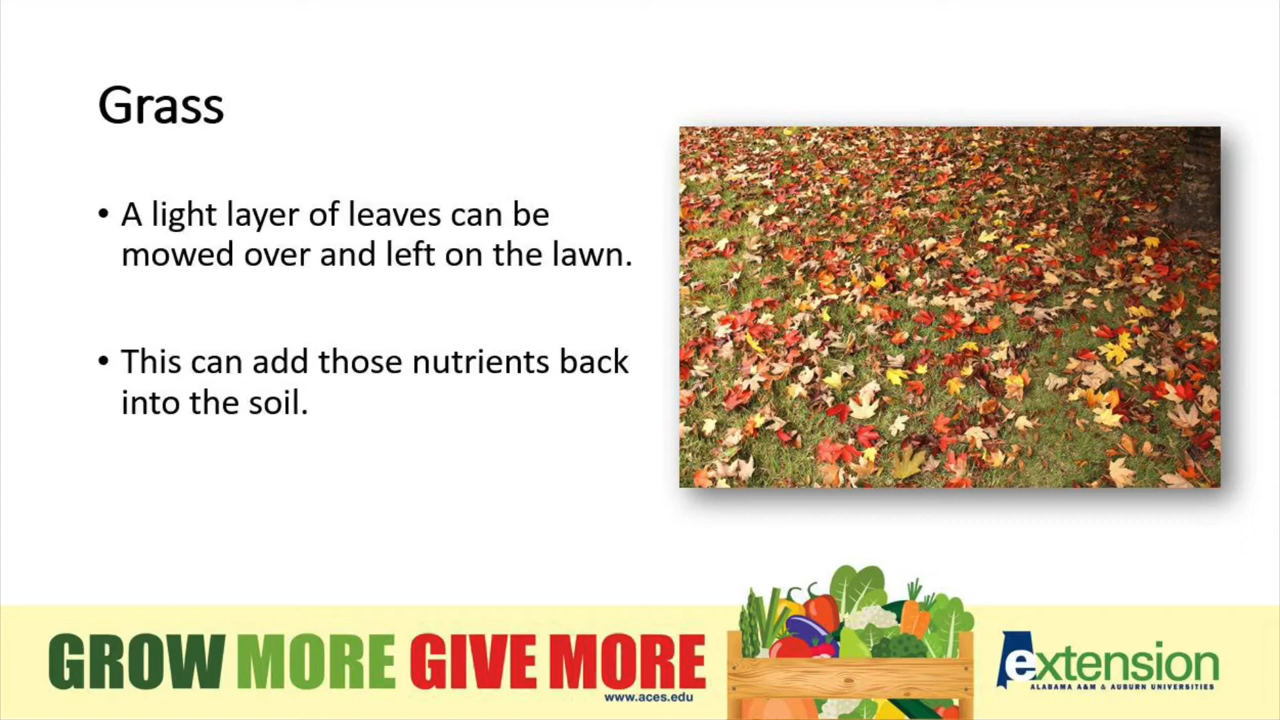 Grass
• A light layer of leaves can be
mowed over and left on the lawn.
• This can add those nutrients back
into the soil.
GROW MORE GIVE MORE
www.aces.edu
extension
ALABAMA A&M & AUBURN UNIVERSITIES